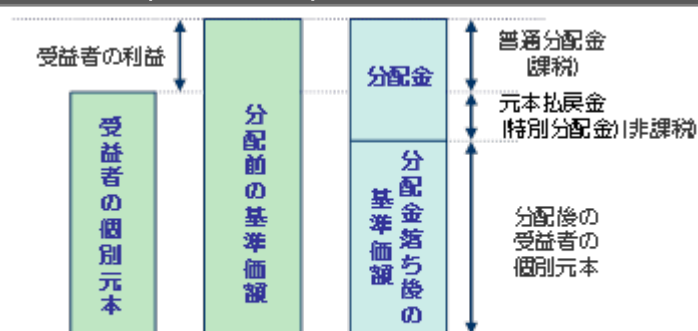 受益者の利益
受益者の個別元本
分配前の基準価額
分配金
分配金落ち後の
基準価額
普通分配金
(課税)
元本払戻金
(特別分配金)(非課税)
分配後の
受益者の
個別元本